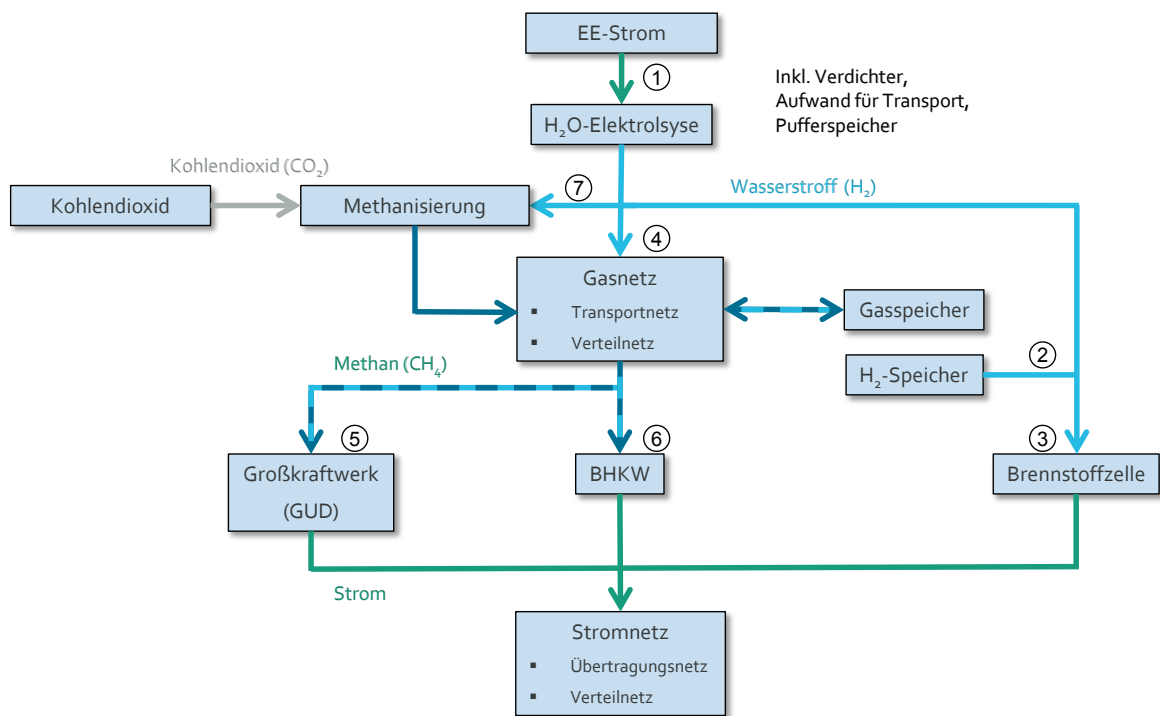 EE-Strom
①
Inkl. Verdichter,
Aufwand für Transport,
Pufferspeicher
H₂O-Elektrolsyse
Kohlendioxid (CO₂)
⑦
Wasserstoff (H₂)
Kohlendioxid
Methanisierung
④
Gasnetz
▪ Transportnetz
▪ Verteilnetz
Gasspeicher
Methan (CH₄)
H₂-Speicher
②
⑤
⑥
③
Großkraftwerk
(GUD)
BHKW
Brennstoffzelle
Strom
Stromnetz
▪ Übertragungsnetz
▪ Verteilnetz